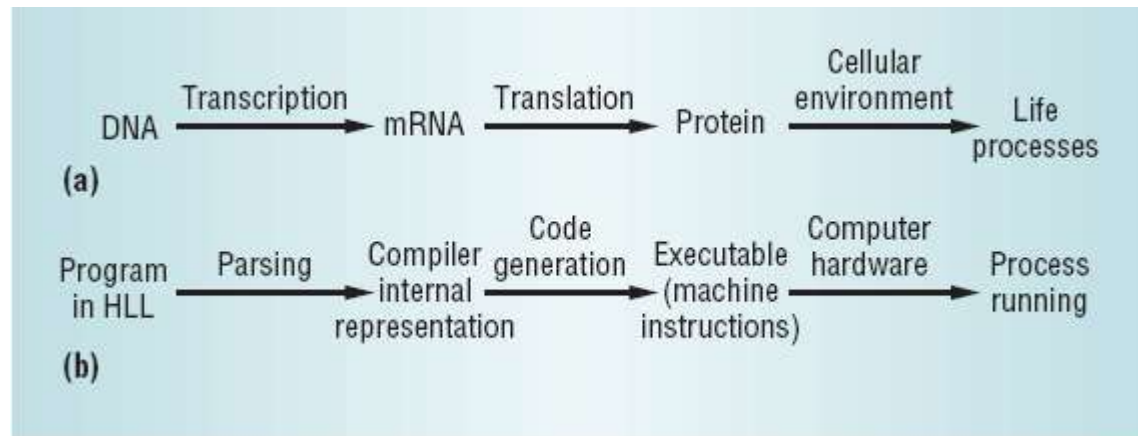 DNA
Transcription
mRNA
Translation
Protein
Cellular
environment
Life
processes
(a)
Program
in HLL
Parsing
Compiler
internal
representation
Code
generation
Executable
(machine
instructions)
Computer
hardware
Process
running
(b)